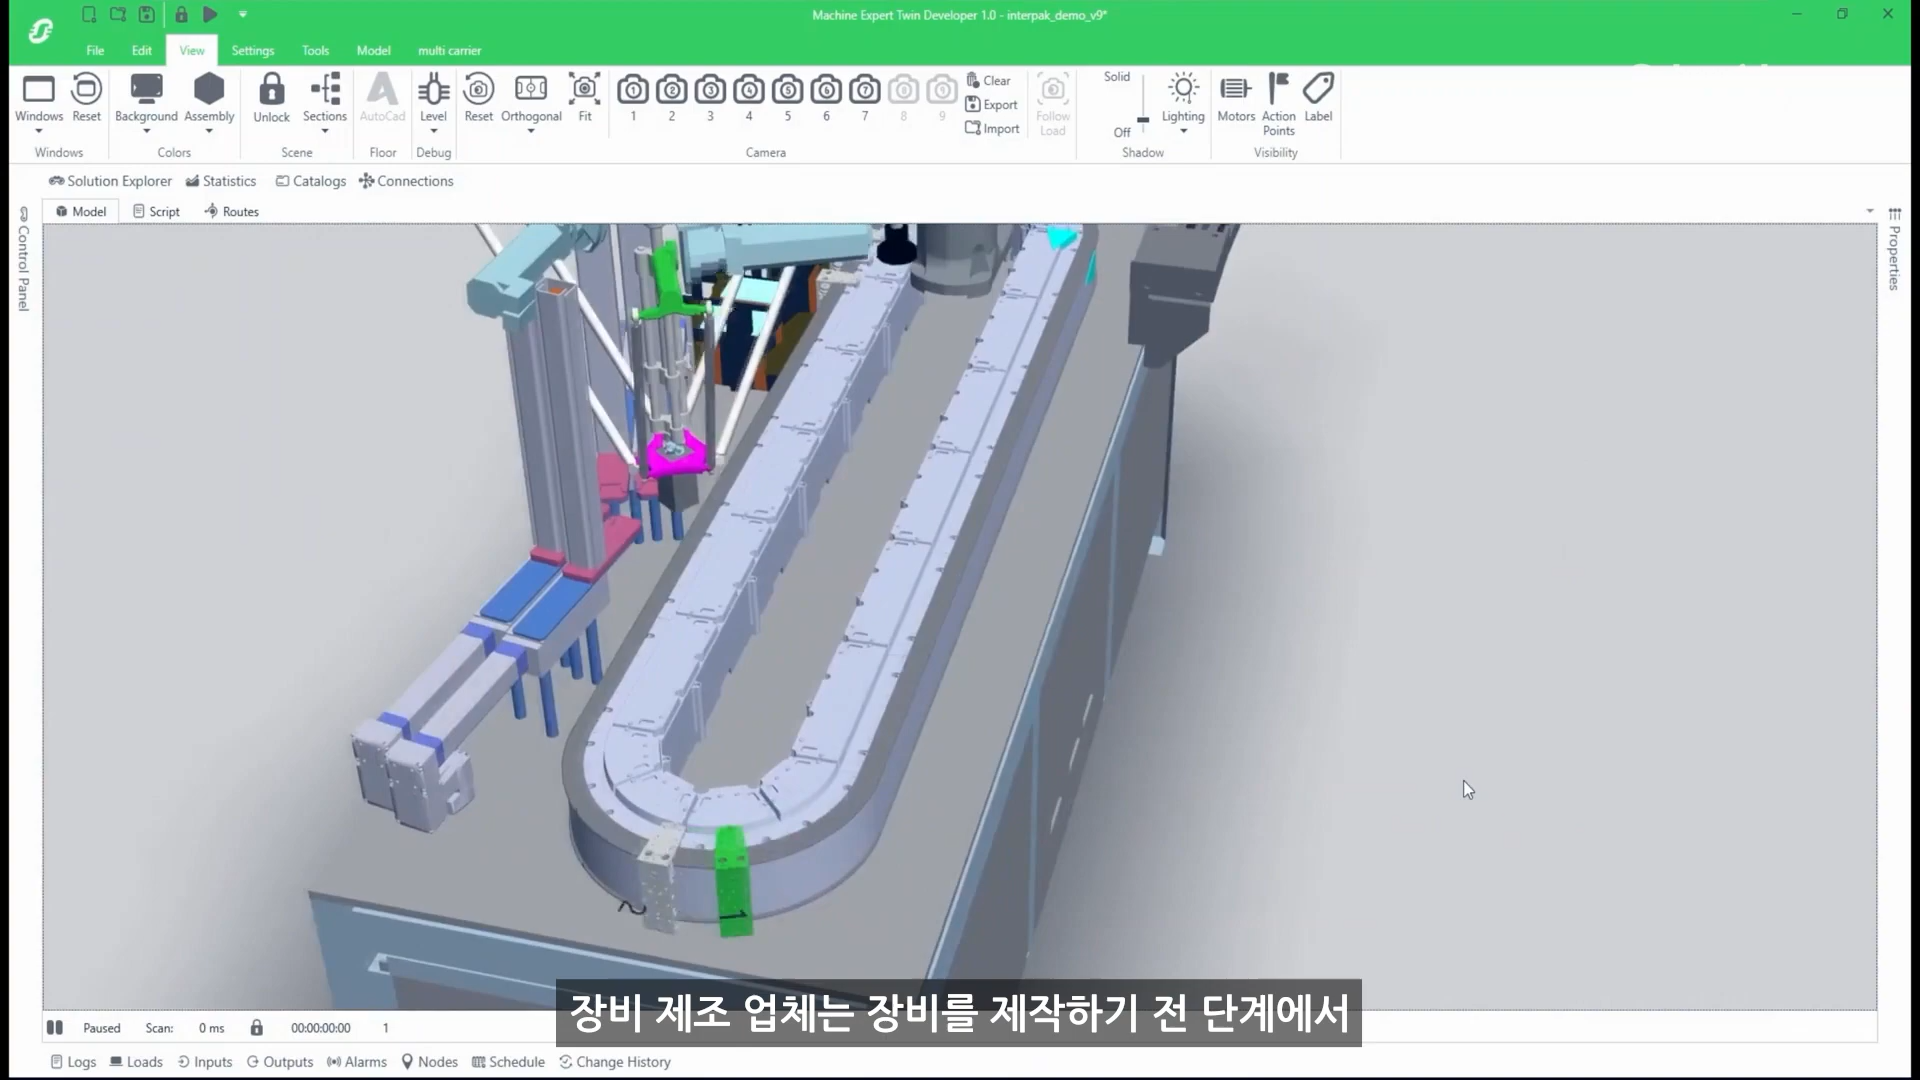 Machine Expert Twin Developer 1.0 - interpak_demo_v9*
File Edit View Settings Tools Model multi carrier
Windows Reset Background Assembly Unlock Sections AutoCad Level Reset Orthogonal Fit 1 2 3 4 5 6 7 8 9 Clear Export Import Follow Load Solid Off Lighting Motors Action Points Label
Windows Colors Scene Floor Debug Camera Shadow Visibility
Solution Explorer Statistics Catalogs Connections
Model Script Routes
Control Panel
Properties
2 1
장비 제조 업체는 장비를 제작하기 전 단계에서
Paused Scan: 0 ms 00:00:00:00 1
Logs Loads Inputs Outputs Alarms Nodes Schedule Change History